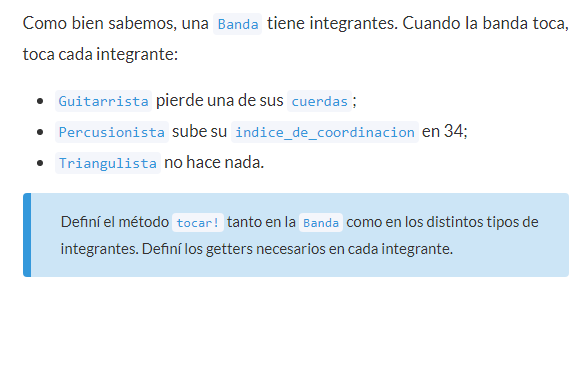 Como bien sabemos, una Banda tiene integrantes. Cuando la banda toca,
toca cada integrante:
• Guitarrista pierde una de sus cuerdas ;
• Percusionista sube su indice_de_coordinacion en 34;
• Triangulista no hace nada.
Definí el método tocar! tanto en la Banda como en los distintos tipos de
integrantes. Definí los getters necesarios en cada integrante.